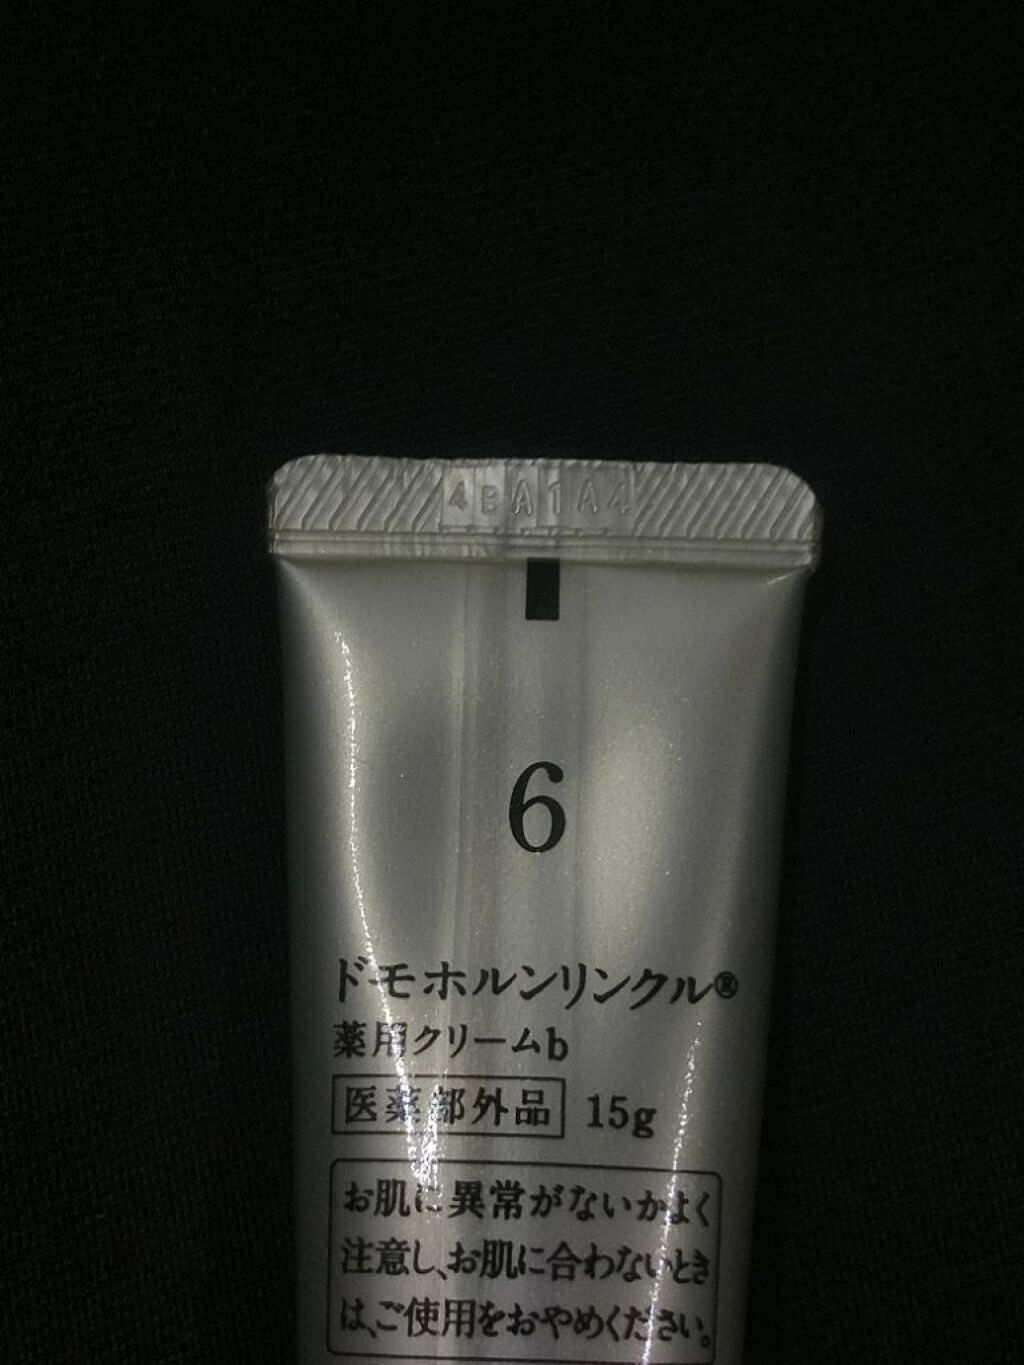 4BA1A4
6
ドモホルンリンクル®
薬用クリームb
医薬部外品 15g
お肌に異常がないかよく
注意し、お肌に合わないとき
は、ご使用をおやめください。